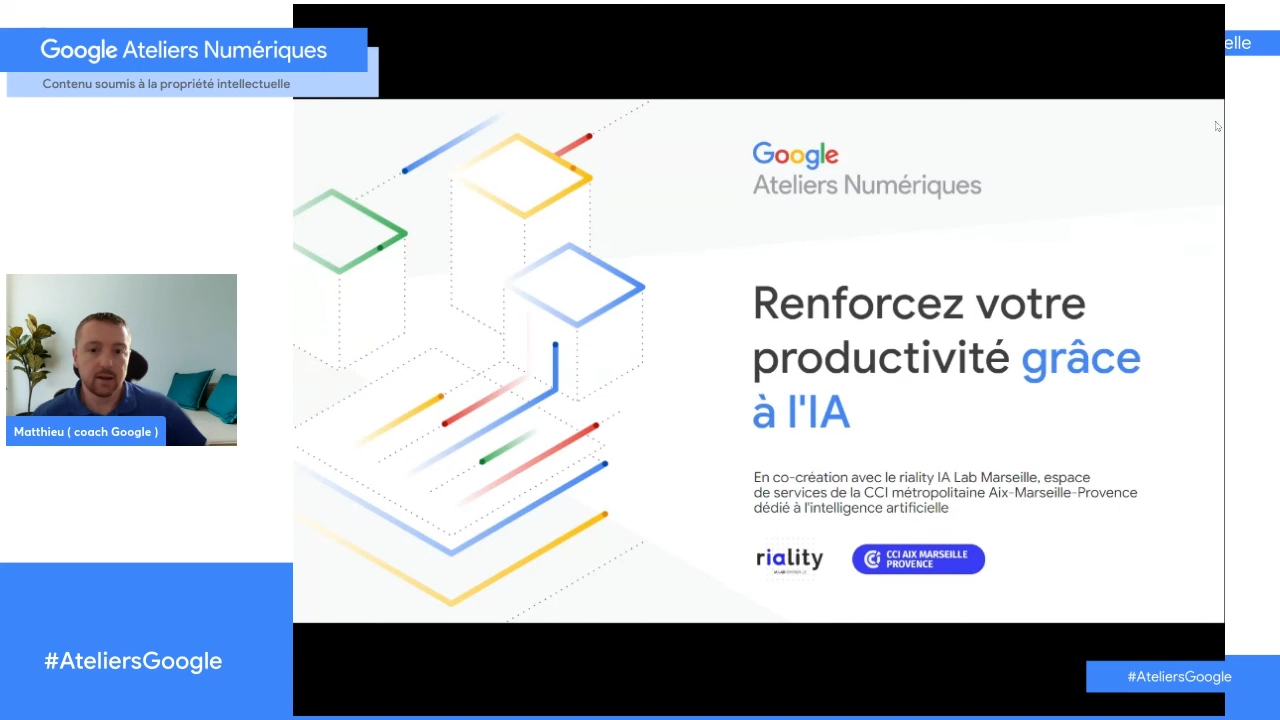 Google Ateliers Numériques
Contenu soumis à la propriété intellectuelle
elle
Google
Ateliers Numériques
Renforcez votre
productivité grâce
à l'IA
En co-création avec le riality IA Lab Marseille, espace
de services de la CCI métropolitaine Aix-Marseille-Provence
dédié à l'intelligence artificielle
riality
CCI AIX MARSEILLE
PROVENCE
Matthieu ( coach Google )
#AteliersGoogle
#AteliersGoogle